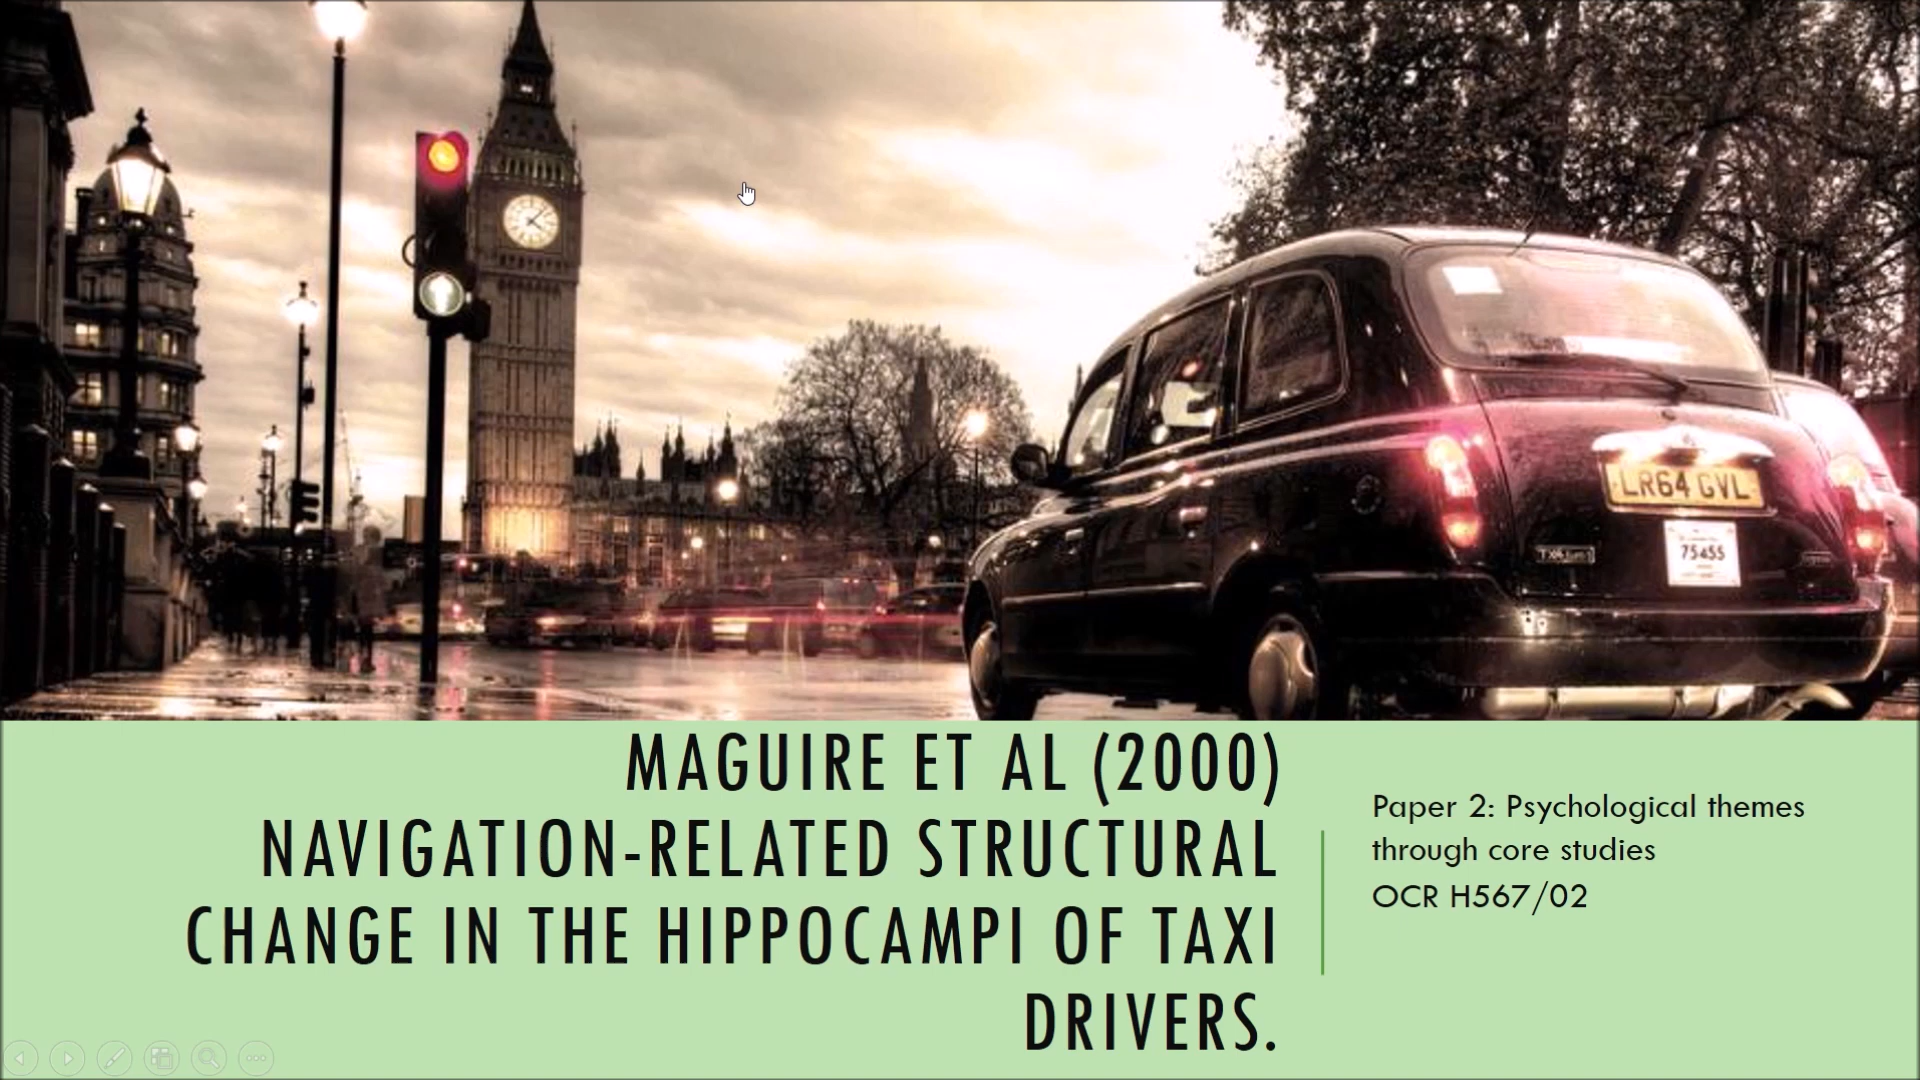 LR64 GVL
75455
MAGUIRE ET AL (2000)
NAVIGATION-RELATED STRUCTURAL
CHANGE IN THE HIPPOCAMPI OF TAXI
DRIVERS.
Paper 2: Psychological themes
through core studies
OCR H567/02